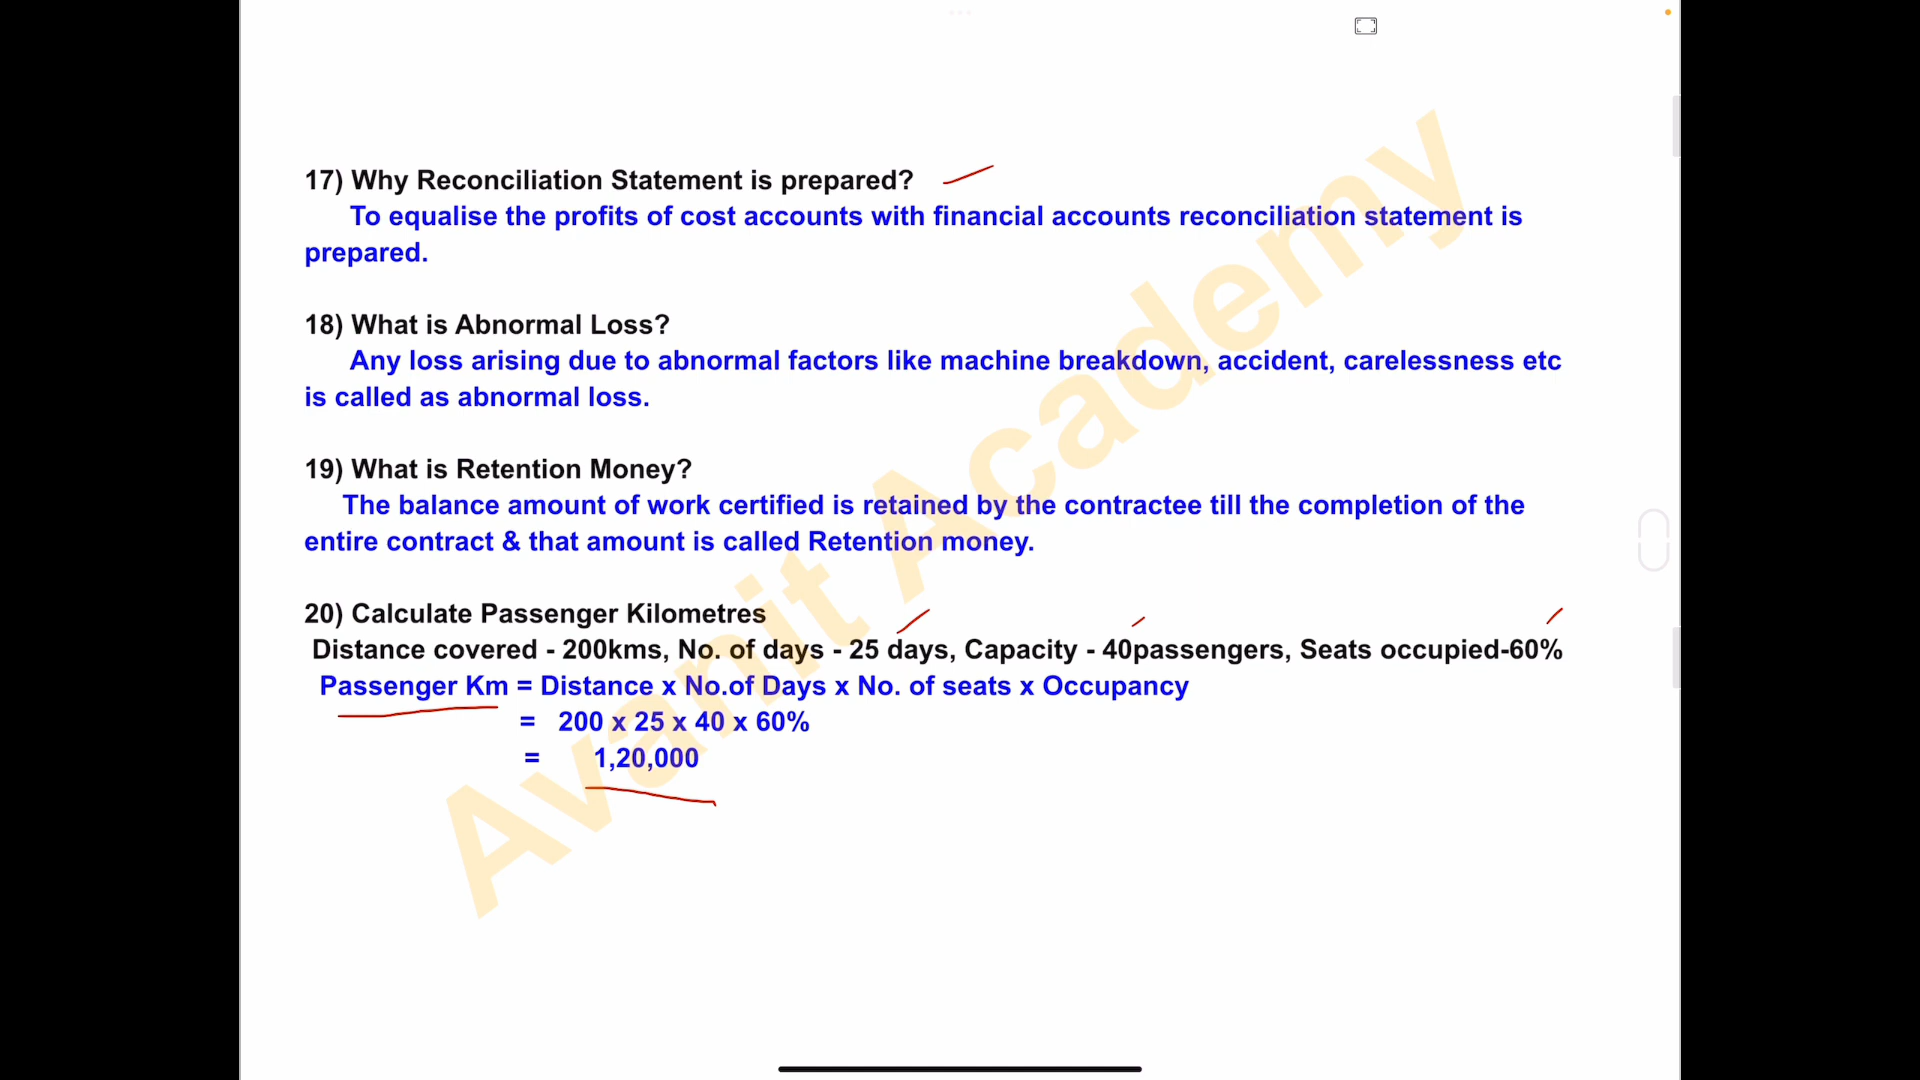 17) Why Reconciliation Statement is prepared?
To equalise the profits of cost accounts with financial accounts reconciliation statement is
prepared.
18) What is Abnormal Loss?
Any loss arising due to abnormal factors like machine breakdown, accident, carelessness etc
is called as abnormal loss.
19) What is Retention Money?
The balance amount of work certified is retained by the contractee till the completion of the
entire contract & that amount is called Retention money.
20) Calculate Passenger Kilometres
Distance covered - 200kms, No. of days - 25 days, Capacity - 40passengers, Seats occupied-60%
Passenger Km = Distance x No.of Days x No. of seats x Occupancy
= 200 x 25 x 40 x 60%
= 1,20,000
Avanit Academy